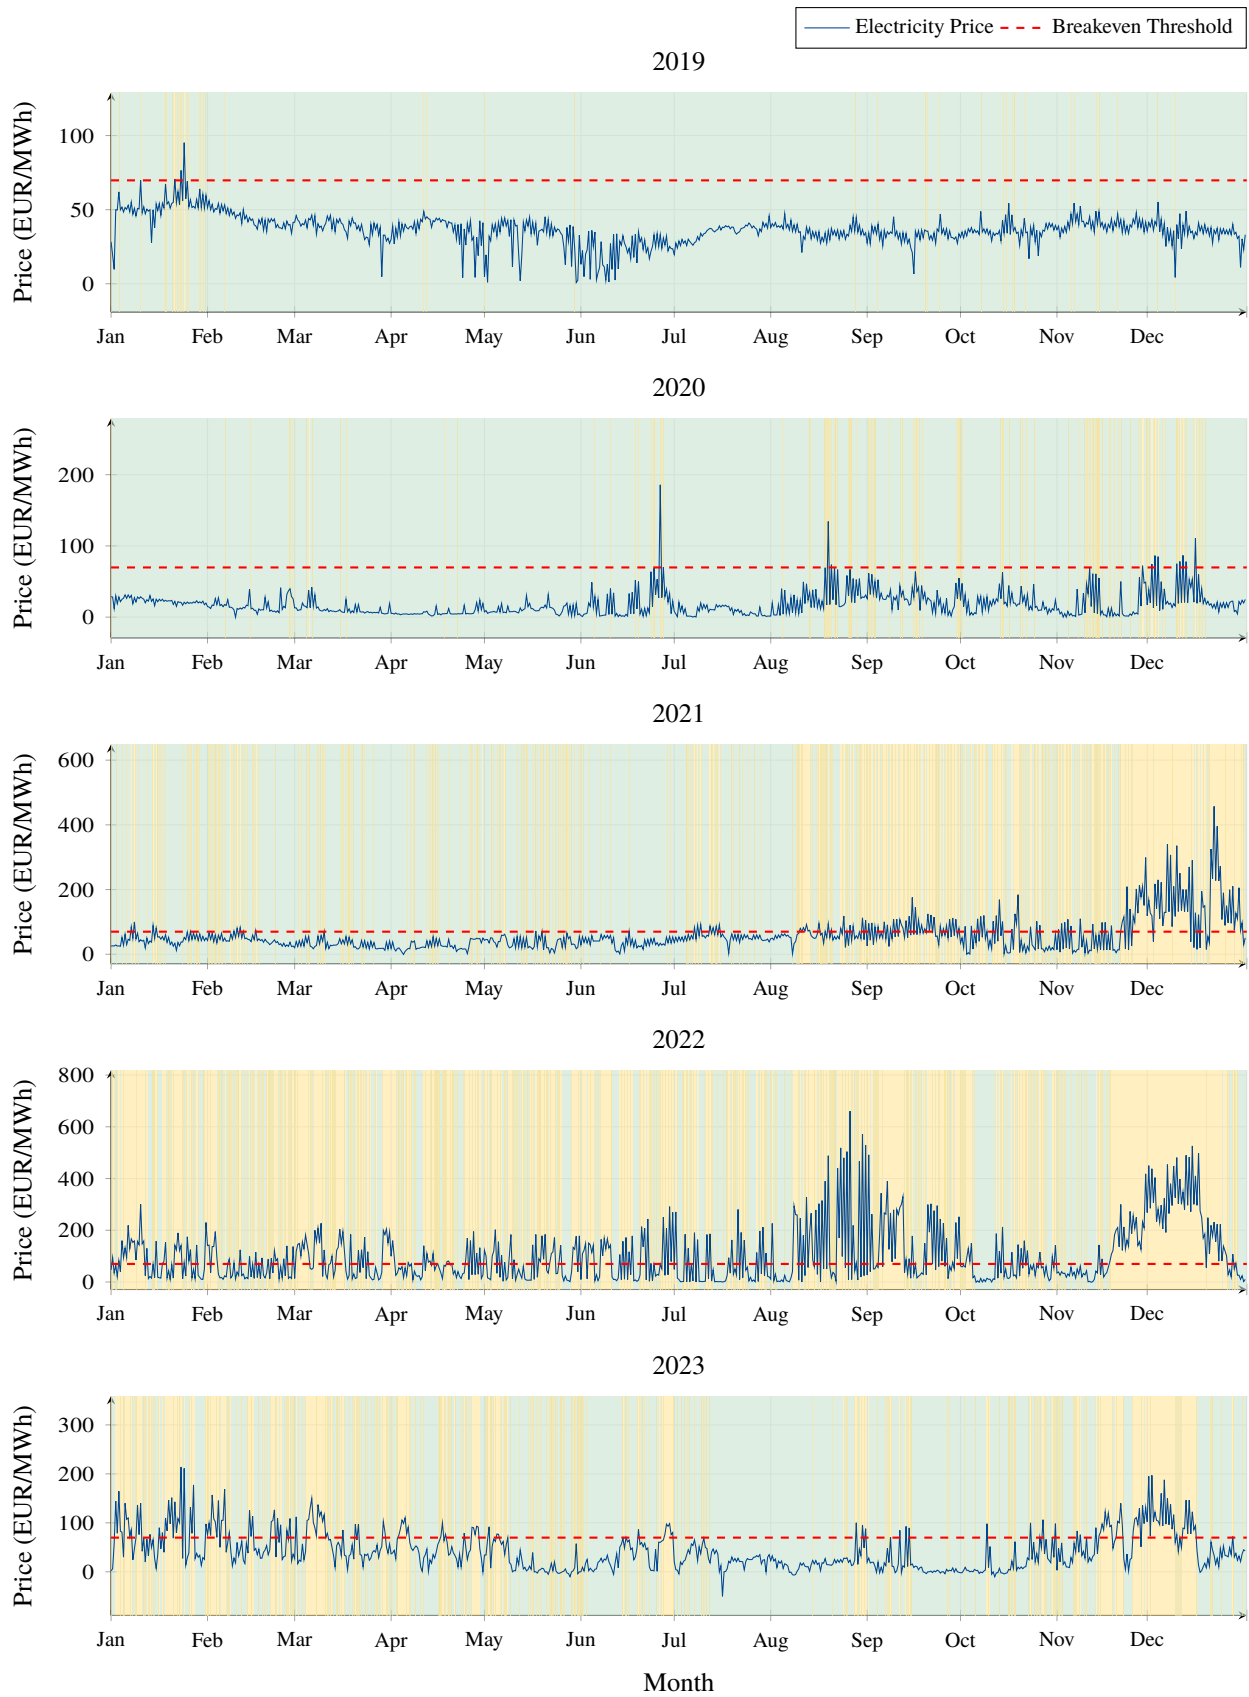 Electricity Price Breakeven Threshold
2019
Price (EUR/MWh)
100
50
0
Jan Feb Mar Apr May Jun Jul Aug Sep Oct Nov Dec
2020
Price (EUR/MWh)
200
100
0
Jan Feb Mar Apr May Jun Jul Aug Sep Oct Nov Dec
2021
Price (EUR/MWh)
600
400
200
0
Jan Feb Mar Apr May Jun Jul Aug Sep Oct Nov Dec
2022
Price (EUR/MWh)
800
600
400
200
0
Jan Feb Mar Apr May Jun Jul Aug Sep Oct Nov Dec
2023
Price (EUR/MWh)
300
200
100
0
Jan Feb Mar Apr May Jun Jul Aug Sep Oct Nov Dec
Month